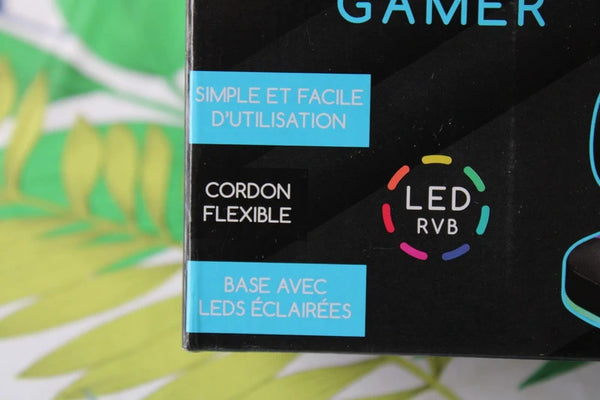 GAMER
SIMPLE ET FACILE
D'UTILISATION
CORDON
FLEXIBLE
LED
RVB
BASE AVEC
LEDS ÉCLAIRÉES